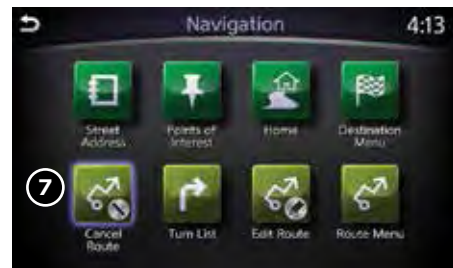 Navigation 4:13
Street Address
Points of Interest
Home
Destination Menu
7
Cancel Route
Turn List
Edit Route
Route Menu